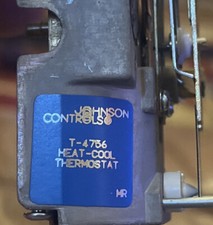 JOHNSON
CONTROLS
T-4756
HEAT-COOL
THERMOSTAT
MR